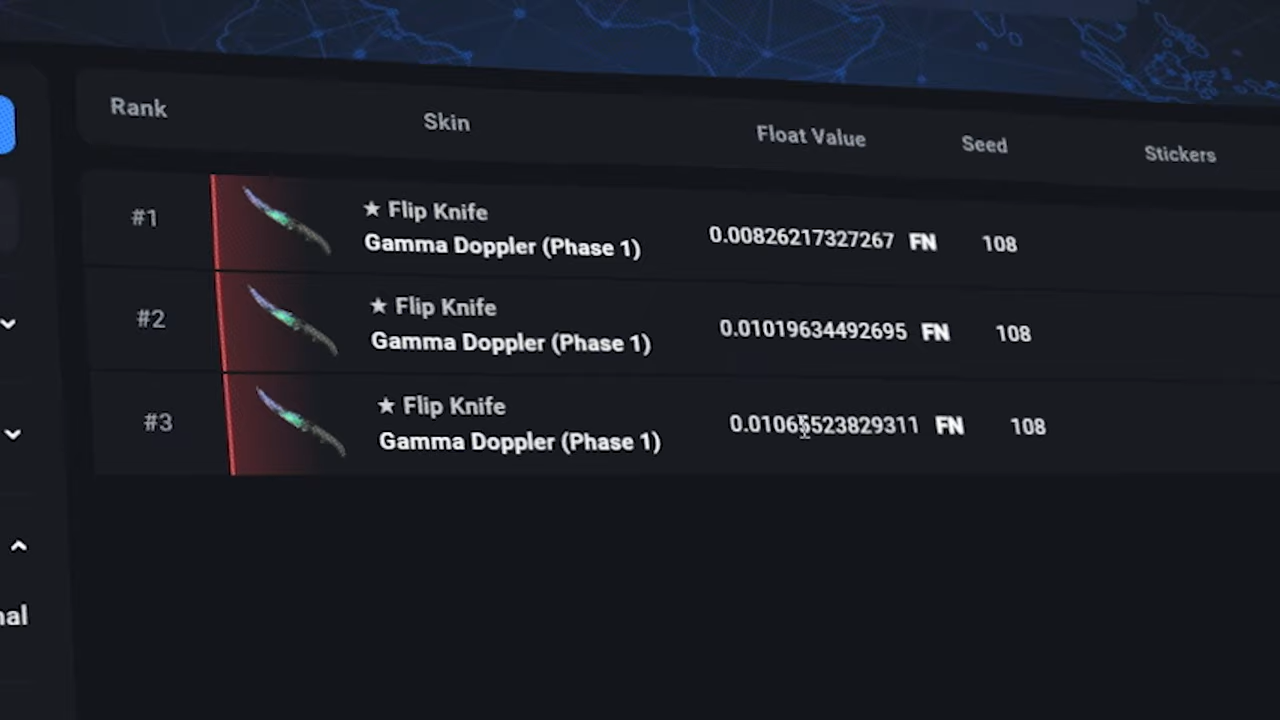 Rank Skin Float Value Seed Stickers
#1 ★ Flip Knife
Gamma Doppler (Phase 1) 0.00826217327267 FN 108
#2 ★ Flip Knife
Gamma Doppler (Phase 1) 0.01019634492695 FN 108
#3 ★ Flip Knife
Gamma Doppler (Phase 1) 0.01065523829311 FN 108
nal